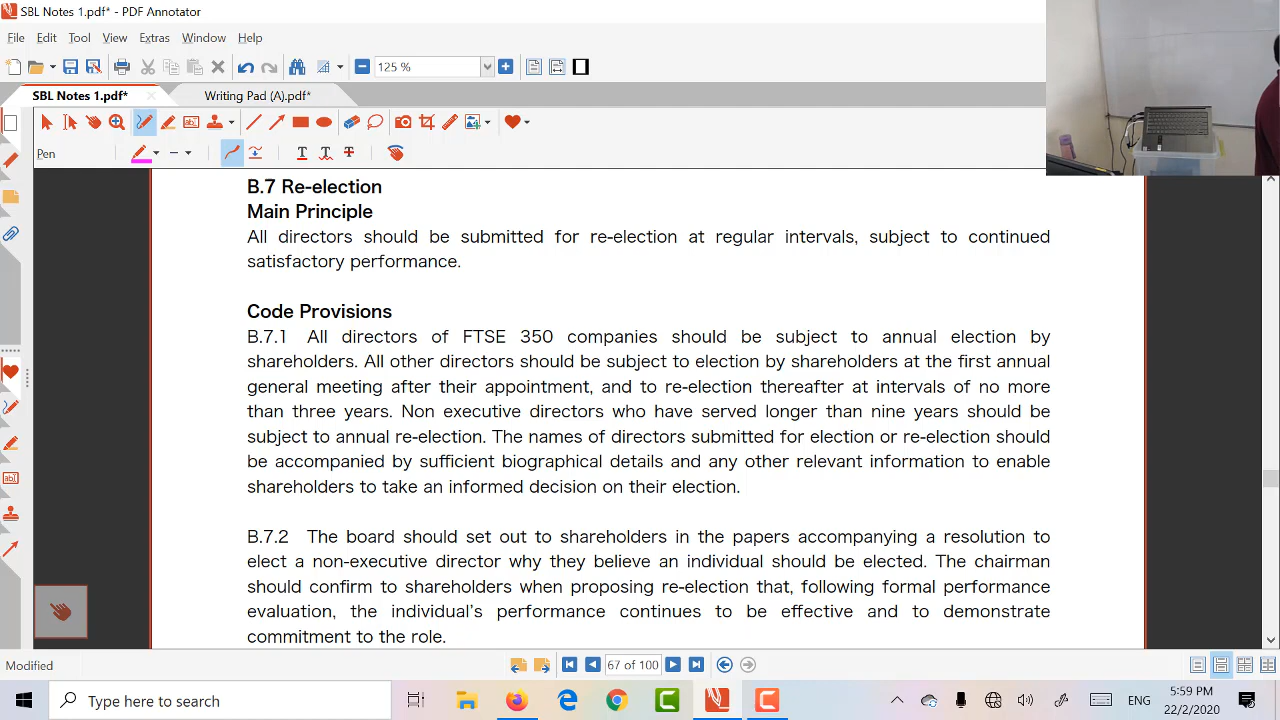 SBL Notes 1.pdf* - PDF Annotator
File Edit Tool View Extras Window Help
125 %
SBL Notes 1.pdf* Writing Pad (A).pdf*
Pen
B.7 Re-election
Main Principle
All directors should be submitted for re-election at regular intervals, subject to continued
satisfactory performance.
Code Provisions
B.7.1 All directors of FTSE 350 companies should be subject to annual election by
shareholders. All other directors should be subject to election by shareholders at the first annual
general meeting after their appointment, and to re-election thereafter at intervals of no more
than three years. Non executive directors who have served longer than nine years should be
subject to annual re-election. The names of directors submitted for election or re-election should
be accompanied by sufficient biographical details and any other relevant information to enable
shareholders to take an informed decision on their election.
B.7.2 The board should set out to shareholders in the papers accompanying a resolution to
elect a non-executive director why they believe an individual should be elected. The chairman
should confirm to shareholders when proposing re-election that, following formal performance
evaluation, the individual's performance continues to be effective and to demonstrate
commitment to the role.
Modified
67 of 100
Type here to search
ENG
5:59 PM
22/2/2020